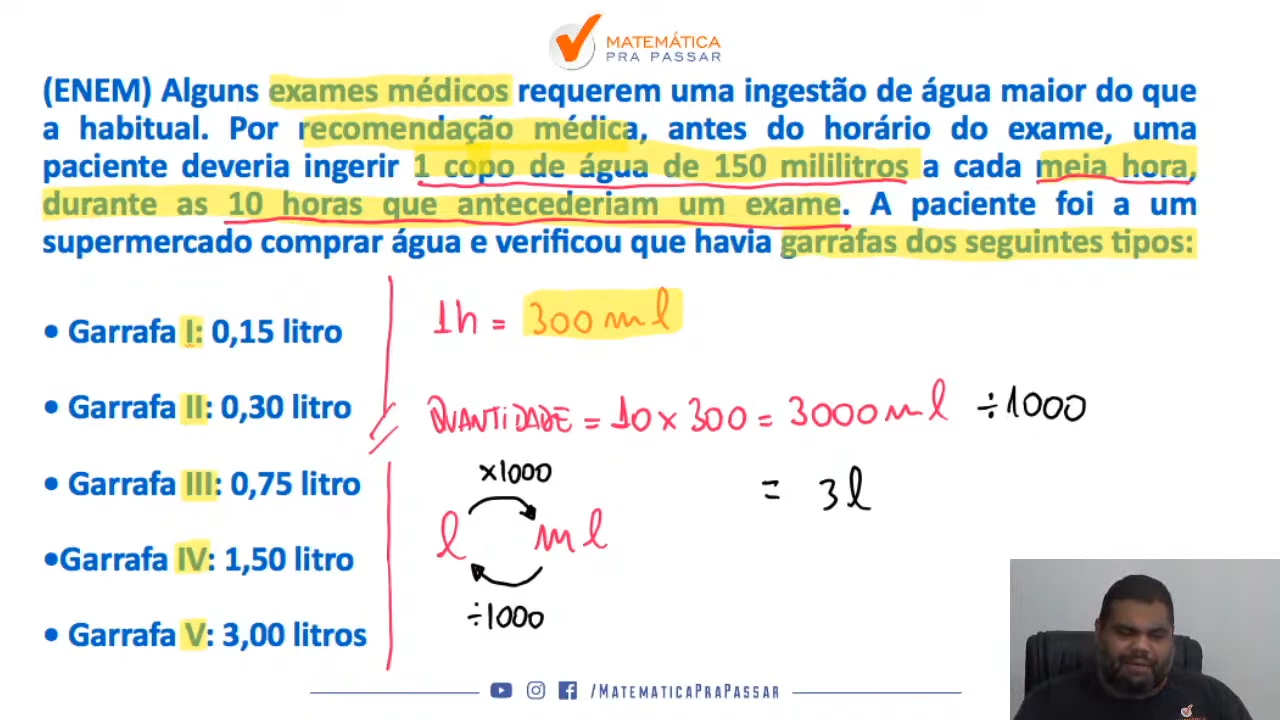 MATEMÁTICA
PRA PASSAR
(ENEM) Alguns exames médicos requerem uma ingestão de água maior do que
a habitual. Por recomendação médica, antes do horário do exame, uma
paciente deveria ingerir 1 copo de água de 150 mililitros a cada meia hora,
durante as 10 horas que antecederiam um exame. A paciente foi a um
supermercado comprar água e verificou que havia garrafas dos seguintes tipos:
• Garrafa I: 0,15 litro
• Garrafa II: 0,30 litro
• Garrafa III: 0,75 litro
•Garrafa IV: 1,50 litro
• Garrafa V: 3,00 litros
1h = 300 ml
QUANTIDADE = 10 x 300 = 3000 ml ÷1000
= 3l
x1000
l ml
÷1000
/MATEMATICAPRAPASSAR